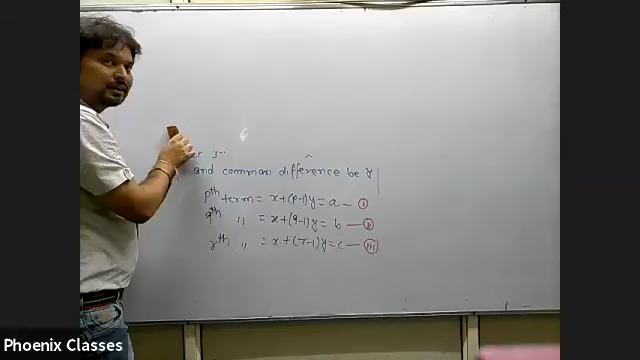 and common difference be y
pth term = x+(p-1)y = a — (I)
qth " = x+(q-1)y = b — (II)
rth " = x+(r-1)y = c — (III)
Phoenix Classes